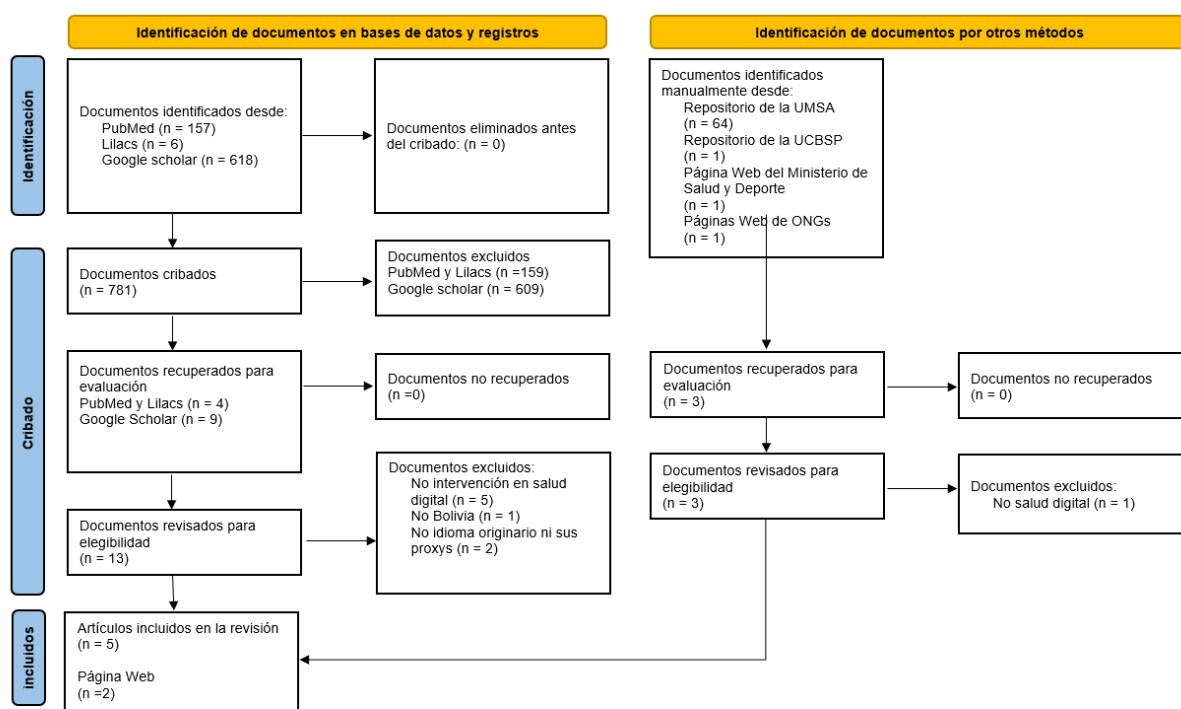 Identificación de documentos en bases de datos y registros
Identificación de documentos por otros métodos
Identificación
Documentos identificados desde:
PubMed (n = 157)
Lilacs (n = 6)
Google scholar (n = 618)
Documentos eliminados antes
del cribado: (n = 0)
Documentos identificados
manualmente desde:
Repositorio de la UMSA
(n = 64)
Repositorio de la UCBSP
(n = 1)
Página Web del Ministerio de
Salud y Deporte
(n = 1)
Páginas Web de ONGs
(n = 1)
Cribado
Documentos cribados
(n = 781)
Documentos excluidos
PubMed y Lilacs (n =159)
Google scholar (n = 609)
Documentos recuperados para
evaluación
PubMed y Lilacs (n = 4)
Google Scholar (n = 9)
Documentos no recuperados
(n =0)
Documentos recuperados para
evaluación
(n = 3)
Documentos no recuperados
(n = 0)
Documentos revisados para
elegibilidad
(n = 13)
Documentos excluidos:
No intervención en salud
digital (n = 5)
No Bolivia (n = 1)
No idioma originario ni sus
proxys (n = 2)
Documentos revisados para
elegibilidad
(n = 3)
Documentos excluidos:
No salud digital (n = 1)
incluidos
Artículos incluidos en la revisión
(n = 5)
Página Web
(n =2)